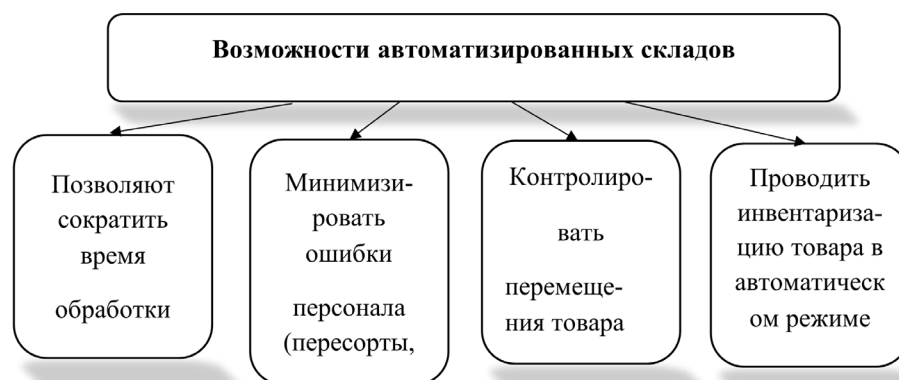 Возможности автоматизированных складов
Позволяют
сократить
время
обработки
Минимизи-
ровать
ошибки
персонала
(пересорты,
Контролиро-
вать
перемеще-
ния товара
Проводить
инвентариза-
цию товара в
автоматическ
ом режиме